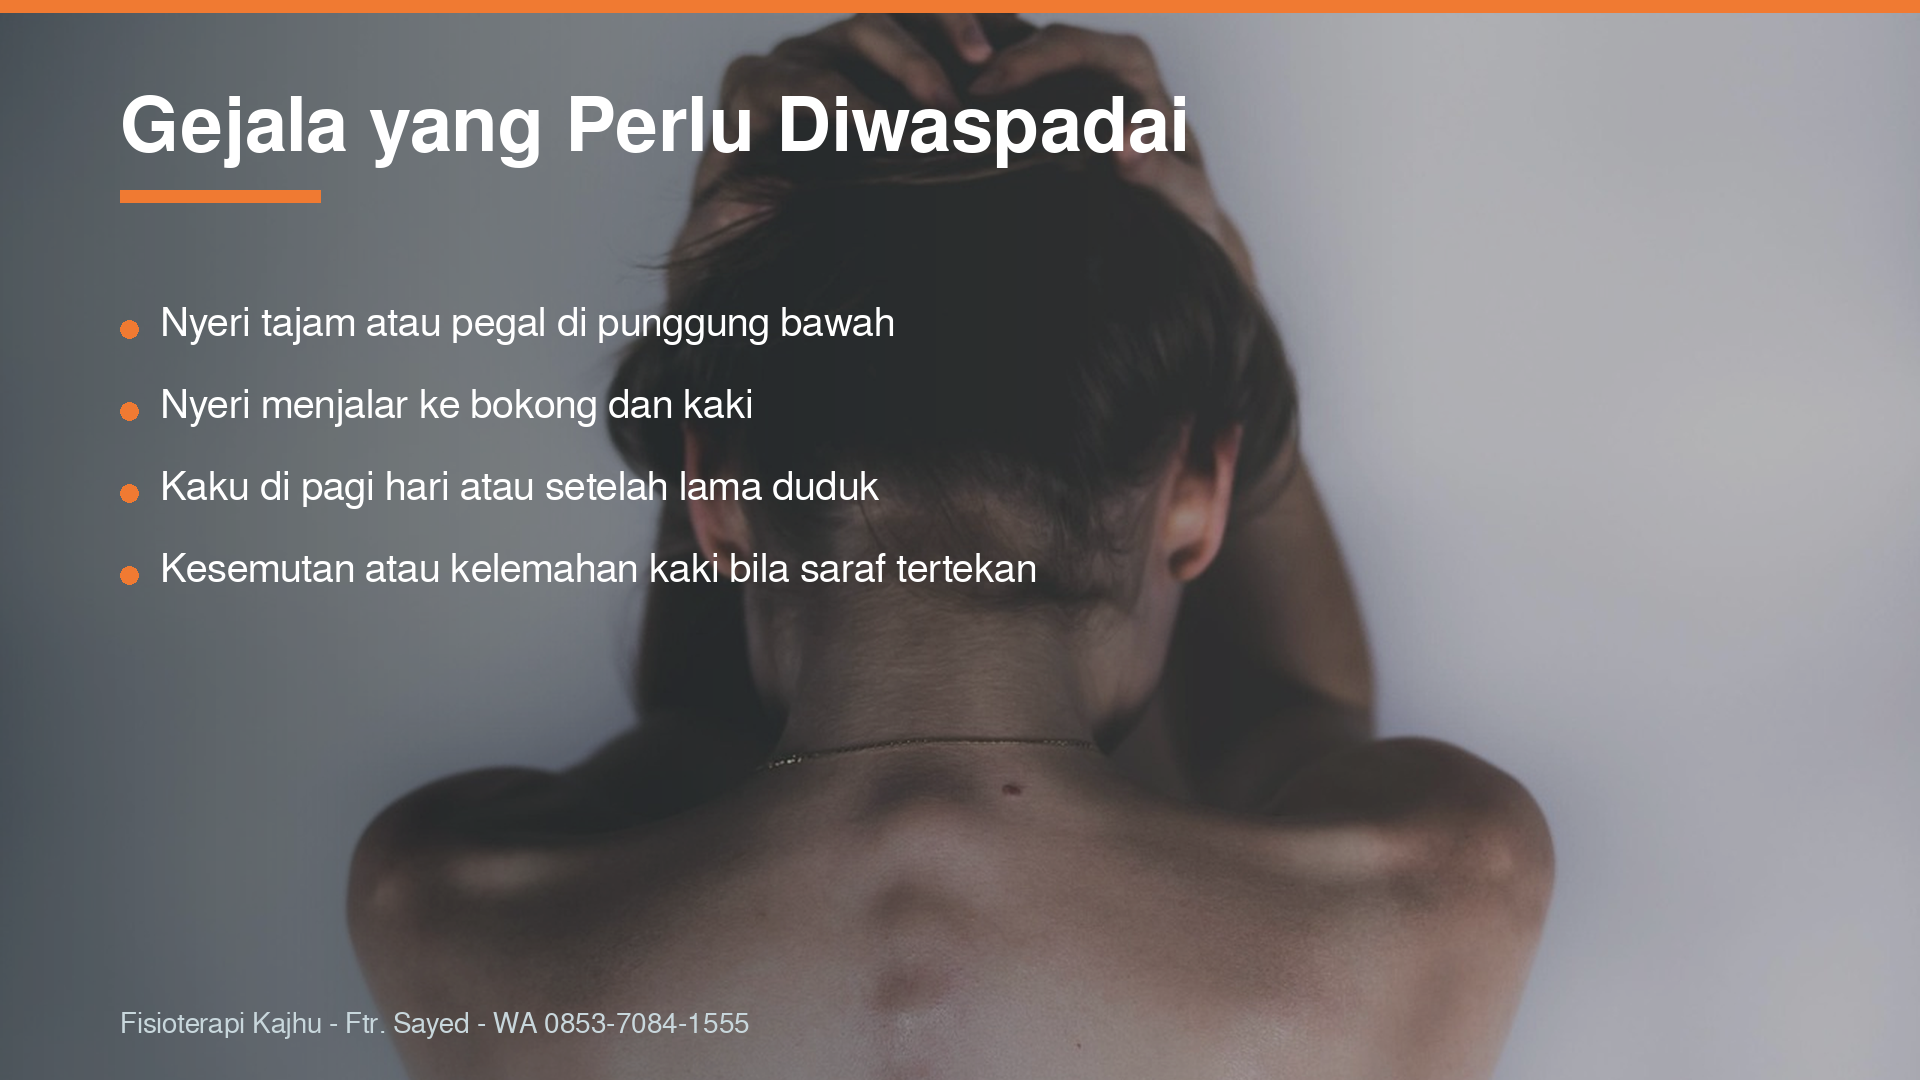 Gejala yang Perlu Diwaspadai
Nyeri tajam atau pegal di punggung bawah
Nyeri menjalar ke bokong dan kaki
Kaku di pagi hari atau setelah lama duduk
Kesemutan atau kelemahan kaki bila saraf tertekan
Fisioterapi Kajhu - Ftr. Sayed - WA 0853-7084-1555